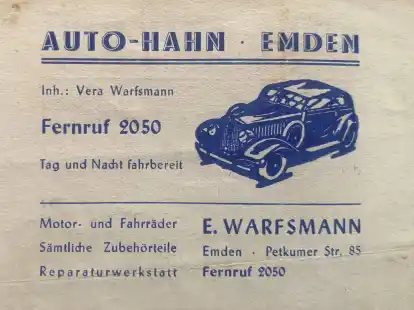 AUTO-HAHN · EMDEN
Inh.: Vera Warfsmann
Fernruf 2050
Tag und Nacht fahrbereit
Motor- und Fahrräder
Sämtliche Zubehörteile
Reparaturwerkstatt
E. WARFSMANN
Emden · Petkumer Str. 85
Fernruf 2050